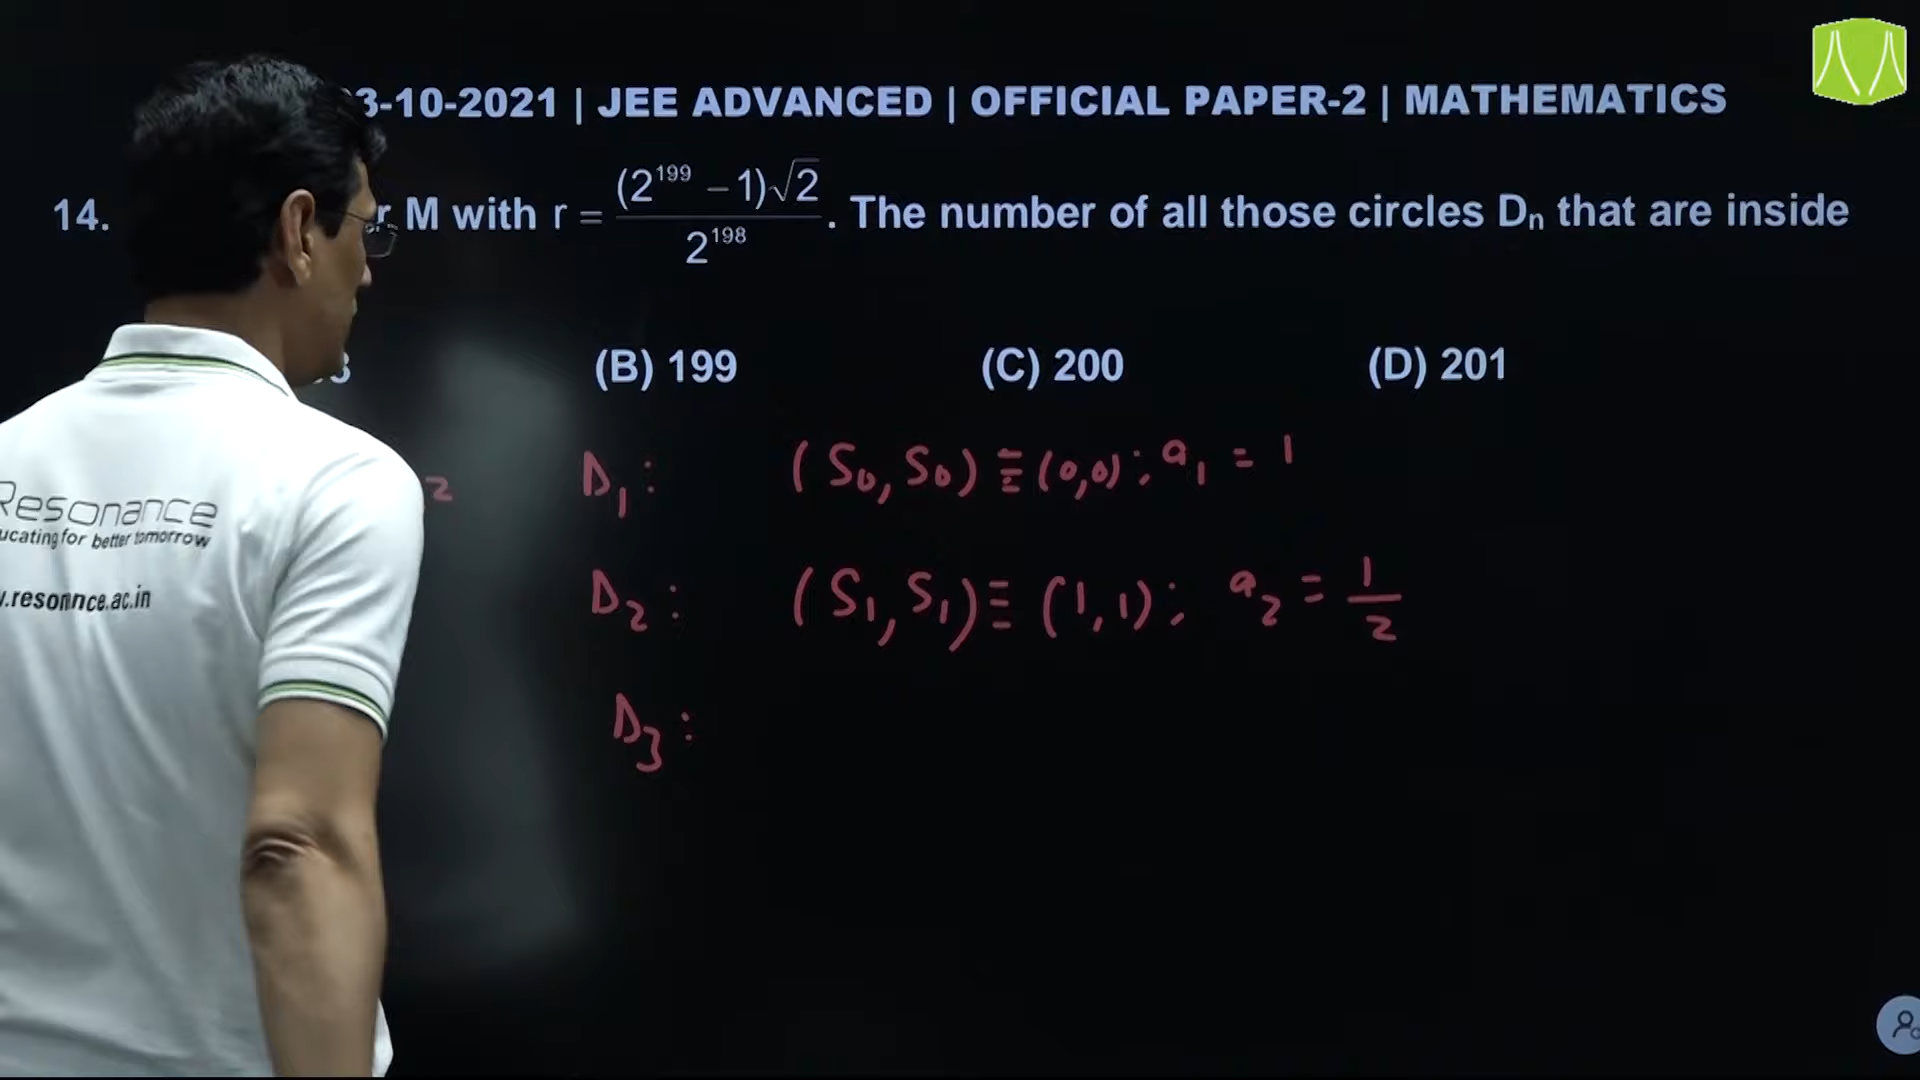 3-10-2021 | JEE ADVANCED | OFFICIAL PAPER-2 | MATHEMATICS
14. M with r = (2^199 − 1)√2 / 2^198. The number of all those circles Dₙ that are inside
(B) 199 (C) 200 (D) 201
D₁ : (S₀, S₀) ≡ (0,0) ; a₁ = 1
2
D₂ : (S₁, S₁) ≡ (1, 1) ; a₂ = 1/2
D₃ :
Resonance
ucating for better tomorrow
.resonance.ac.in